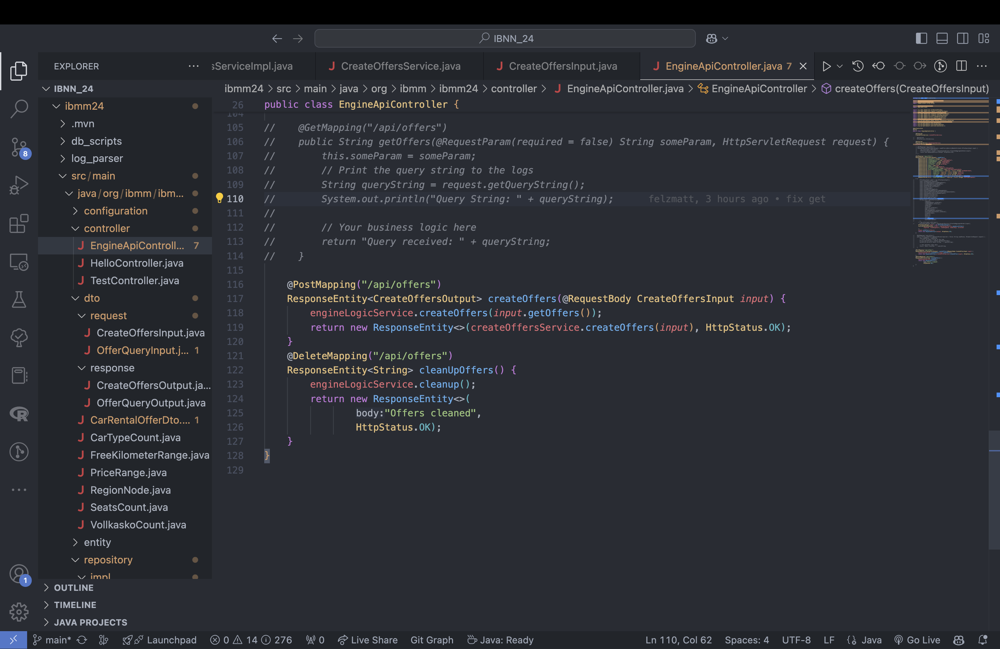 IBNN_24
EXPLORER
sServiceImpl.java
CreateOffersService.java
CreateOffersInput.java
EngineApiController.java 7
IBNN_24
ibmm24 > src > main > java > org > ibmm > ibmm24 > controller > EngineApiController.java > EngineApiController > createOffers(CreateOffersInput)
ibmm24
.mvn
db_scripts
log_parser
src/main
java/org/ibmm/ibm...
configuration
controller
EngineApiControll... 7
HelloController.java
TestController.java
dto
request
CreateOffersInput.java
OfferQueryInput.j... 1
response
CreateOffersOutput.ja...
OfferQueryOutput.java
CarRentalOfferDto.... 1
CarTypeCount.java
FreeKilometerRange.java
PriceRange.java
RegionNode.java
SeatsCount.java
VollkaskoCount.java
entity
repository
impl
OUTLINE
TIMELINE
JAVA PROJECTS
8
1
26 public class EngineApiController {
104
105 //    @GetMapping("/api/offers")
106 //    public String getOffers(@RequestParam(required = false) String someParam, HttpServletRequest request) {
107 //        this.someParam = someParam;
108 //        // Print the query string to the logs
109 //        String queryString = request.getQueryString();
110 //        System.out.println("Query String: " + queryString);    felzmatt, 3 hours ago • fix get
111 //
112 //        // Your business logic here
113 //        return "Query received: " + queryString;
114 //    }
115
116     @PostMapping("/api/offers")
117     ResponseEntity<CreateOffersOutput> createOffers(@RequestBody CreateOffersInput input) {
118         engineLogicService.createOffers(input.getOffers());
119         return new ResponseEntity<>(createOffersService.createOffers(input), HttpStatus.OK);
120     }
121     @DeleteMapping("/api/offers")
122     ResponseEntity<String> cleanUpOffers() {
123         engineLogicService.cleanup();
124         return new ResponseEntity<>(
125                 body:"Offers cleaned",
126                 HttpStatus.OK);
127     }
128 }
129
main* Launchpad 0 14 276 0 Live Share Git Graph Java: Ready Ln 110, Col 62 Spaces: 4 UTF-8 LF Java Go Live